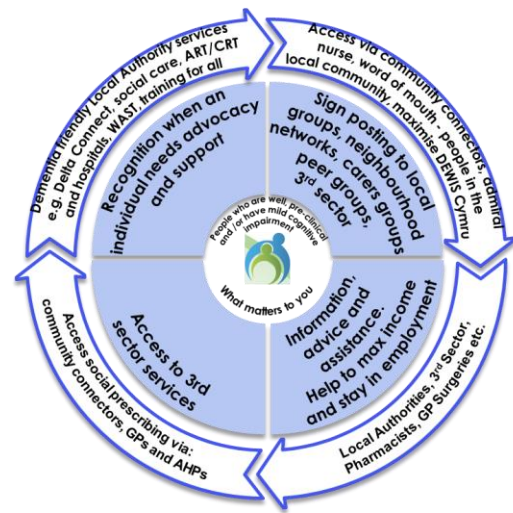 Dementia friendly Local Authority services
e.g. Delta Connect, social care, ART/CRT
and hospitals, WAST, training for all
Access via community connectors, admiral
nurse, word of mouth - people in the
local community, maximise DEWIS Cymru
Recognition when an
individual needs advocacy
and support
Sign posting to local
groups, neighbourhood
networks, carers groups
peer groups,
3rd sector
People who are well, pre-clinical
and /or have mild cognitive
impairment
What matters to you
Access to 3rd
sector services
Information,
advice and
assistance.
Help to max income
and stay in employment
Access social prescribing via:
community connectors, GPs and AHPs
Local Authorities, 3rd Sector,
Pharmacists, GP Surgeries etc.